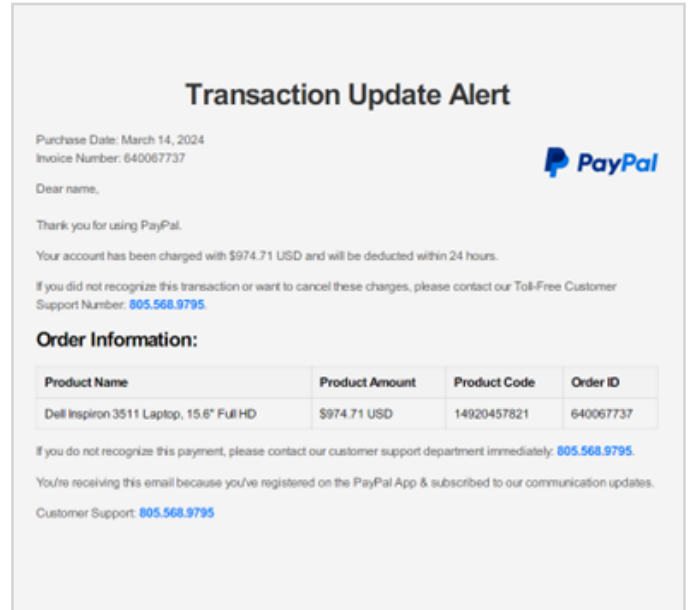 Transaction Update Alert
Purchase Date: March 14, 2024
Invoice Number: 640067737
PayPal
Dear name,
Thank you for using PayPal.
Your account has been charged with $974.71 USD and will be deducted within 24 hours.
If you did not recognize this transaction or want to cancel these charges, please contact our Toll-Free Customer
Support Number: 805.568.9795.
Order Information:
Product Name Product Amount Product Code Order ID
Dell Inspiron 3511 Laptop, 15.6" Full HD $974.71 USD 14920457821 640067737
If you do not recognize this payment, please contact our customer support department immediately: 805.568.9795.
You're receiving this email because you've registered on the PayPal App & subscribed to our communication updates.
Customer Support: 805.568.9795